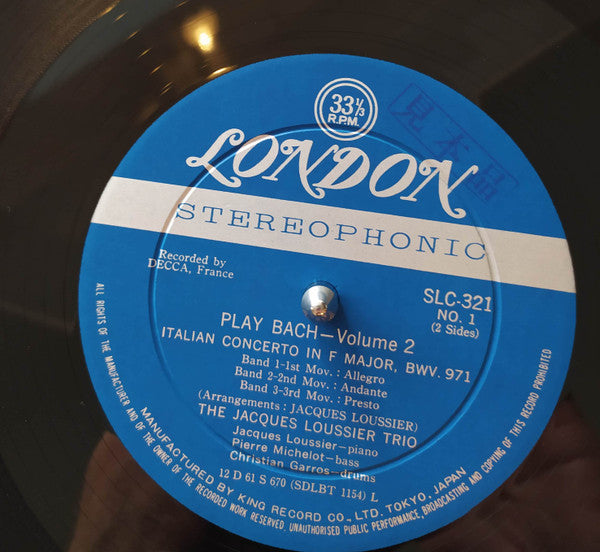 33⅓
R.P.M.
見本品
LONDON
STEREOPHONIC
Recorded by
DECCA, France
SLC-321
NO. 1
(2 Sides)
PLAY BACH—Volume 2
ITALIAN CONCERTO IN F MAJOR, BWV. 971
Band 1-1st Mov. : Allegro
Band 2-2nd Mov. : Andante
Band 3-3rd Mov. : Presto
(Arrangements : JACQUES LOUSSIER)
THE JACQUES LOUSSIER TRIO
Jacques Loussier—piano
Pierre Michelot—bass
Christian Garros—drums
12 D 61 S 670 (SDLBT 1154) L
MANUFACTURED BY KING RECORD CO., LTD. TOKYO, JAPAN
ALL RIGHTS OF THE MANUFACTURER AND OF THE OWNER OF THE RECORDED WORK RESERVED. UNAUTHORISED PUBLIC PERFORMANCE, BROADCASTING AND COPYING OF THIS RECORD PROHIBITED